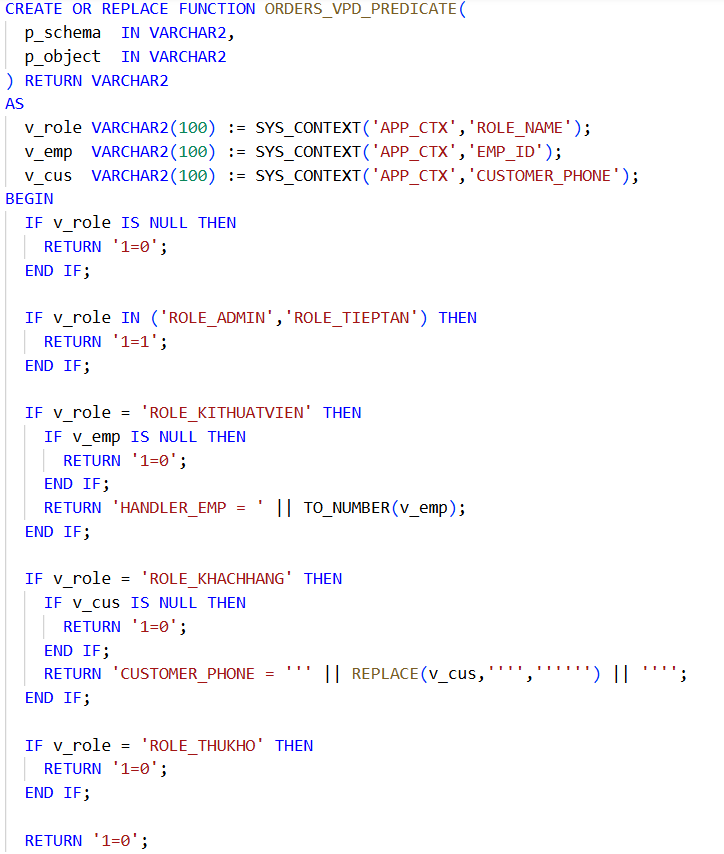 CREATE OR REPLACE FUNCTION ORDERS_VPD_PREDICATE(
  p_schema  IN VARCHAR2,
  p_object  IN VARCHAR2
) RETURN VARCHAR2
AS
  v_role VARCHAR2(100) := SYS_CONTEXT('APP_CTX','ROLE_NAME');
  v_emp  VARCHAR2(100) := SYS_CONTEXT('APP_CTX','EMP_ID');
  v_cus  VARCHAR2(100) := SYS_CONTEXT('APP_CTX','CUSTOMER_PHONE');
BEGIN
  IF v_role IS NULL THEN
    RETURN '1=0';
  END IF;

  IF v_role IN ('ROLE_ADMIN','ROLE_TIEPTAN') THEN
    RETURN '1=1';
  END IF;

  IF v_role = 'ROLE_KITHUATVIEN' THEN
    IF v_emp IS NULL THEN
      RETURN '1=0';
    END IF;
    RETURN 'HANDLER_EMP = ' || TO_NUMBER(v_emp);
  END IF;

  IF v_role = 'ROLE_KHACHHANG' THEN
    IF v_cus IS NULL THEN
      RETURN '1=0';
    END IF;
    RETURN 'CUSTOMER_PHONE = ''' || REPLACE(v_cus,'''','''''') || '''';
  END IF;

  IF v_role = 'ROLE_THUKHO' THEN
    RETURN '1=0';
  END IF;

  RETURN '1=0';